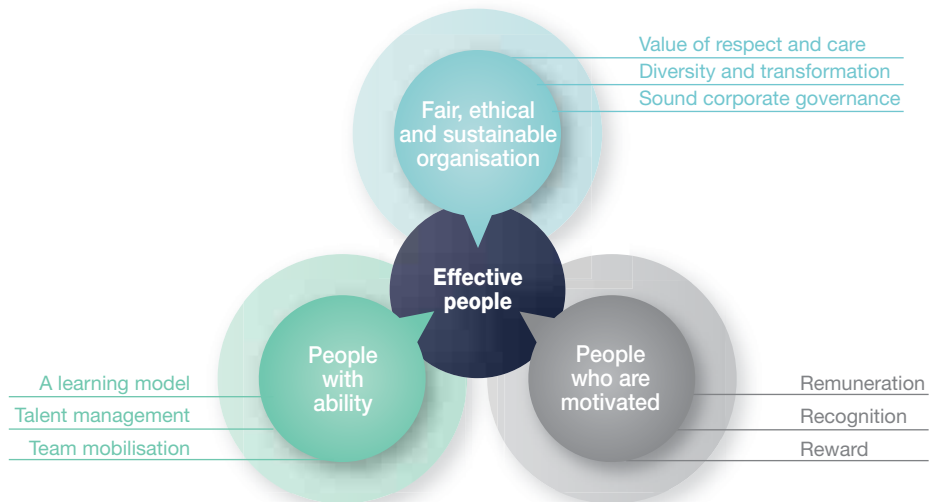 Value of respect and care
Diversity and transformation
Sound corporate governance
Fair, ethical
and sustainable
organisation
Effective
people
People
with
ability
A learning model
Talent management
Team mobilisation
People
who are
motivated
Remuneration
Recognition
Reward